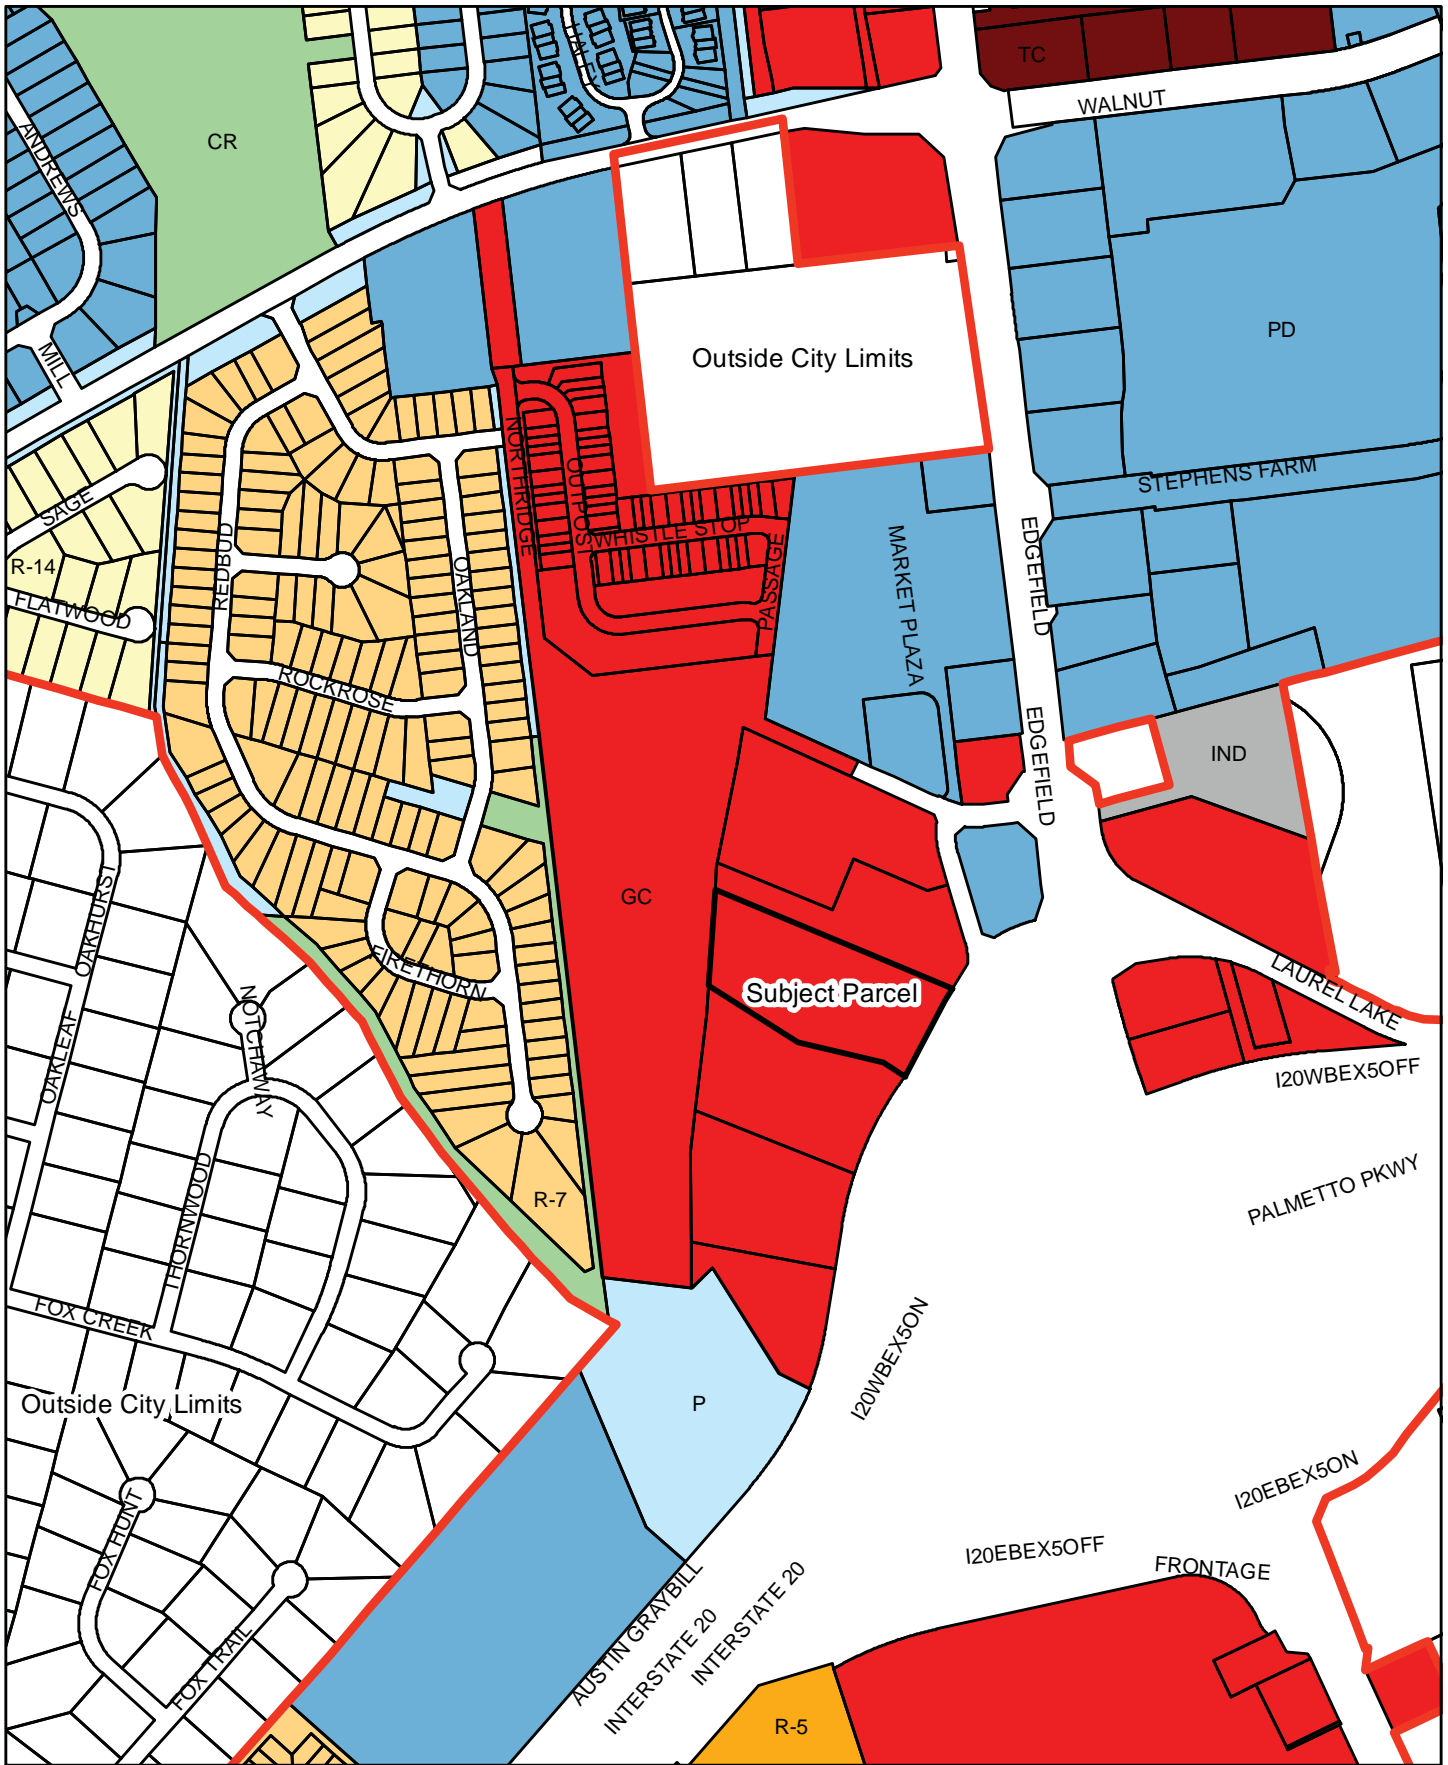 HALEY
TC
WALNUT
CR
ANDREWS
PD
MILL
Outside City Limits
NORTHRIDGE
OUTPOST
STEPHENS FARM
SAGE
WHISTLE STOP
EDGEFIELD
REDBUD
MARKET PLAZA
R-14
OAKLAND
PASSAGE
FLATWOOD
ROCKROSE
EDGEFIELD
IND
GC
OAKHURST
FIRETHORN
Subject Parcel
LAUREL LAKE
NOTCHAWAY
OAKLEAF
I20WBEX5OFF
PALMETTO PKWY
THORNWOOD
R-7
FOX CREEK
I20WBEX5ON
Outside City Limits
P
I20EBEX5ON
FOX HUNT
I20EBEX5OFF
FRONTAGE
AUSTIN GRAYBILL
INTERSTATE 20
INTERSTATE 20
FOX TRAIL
R-5